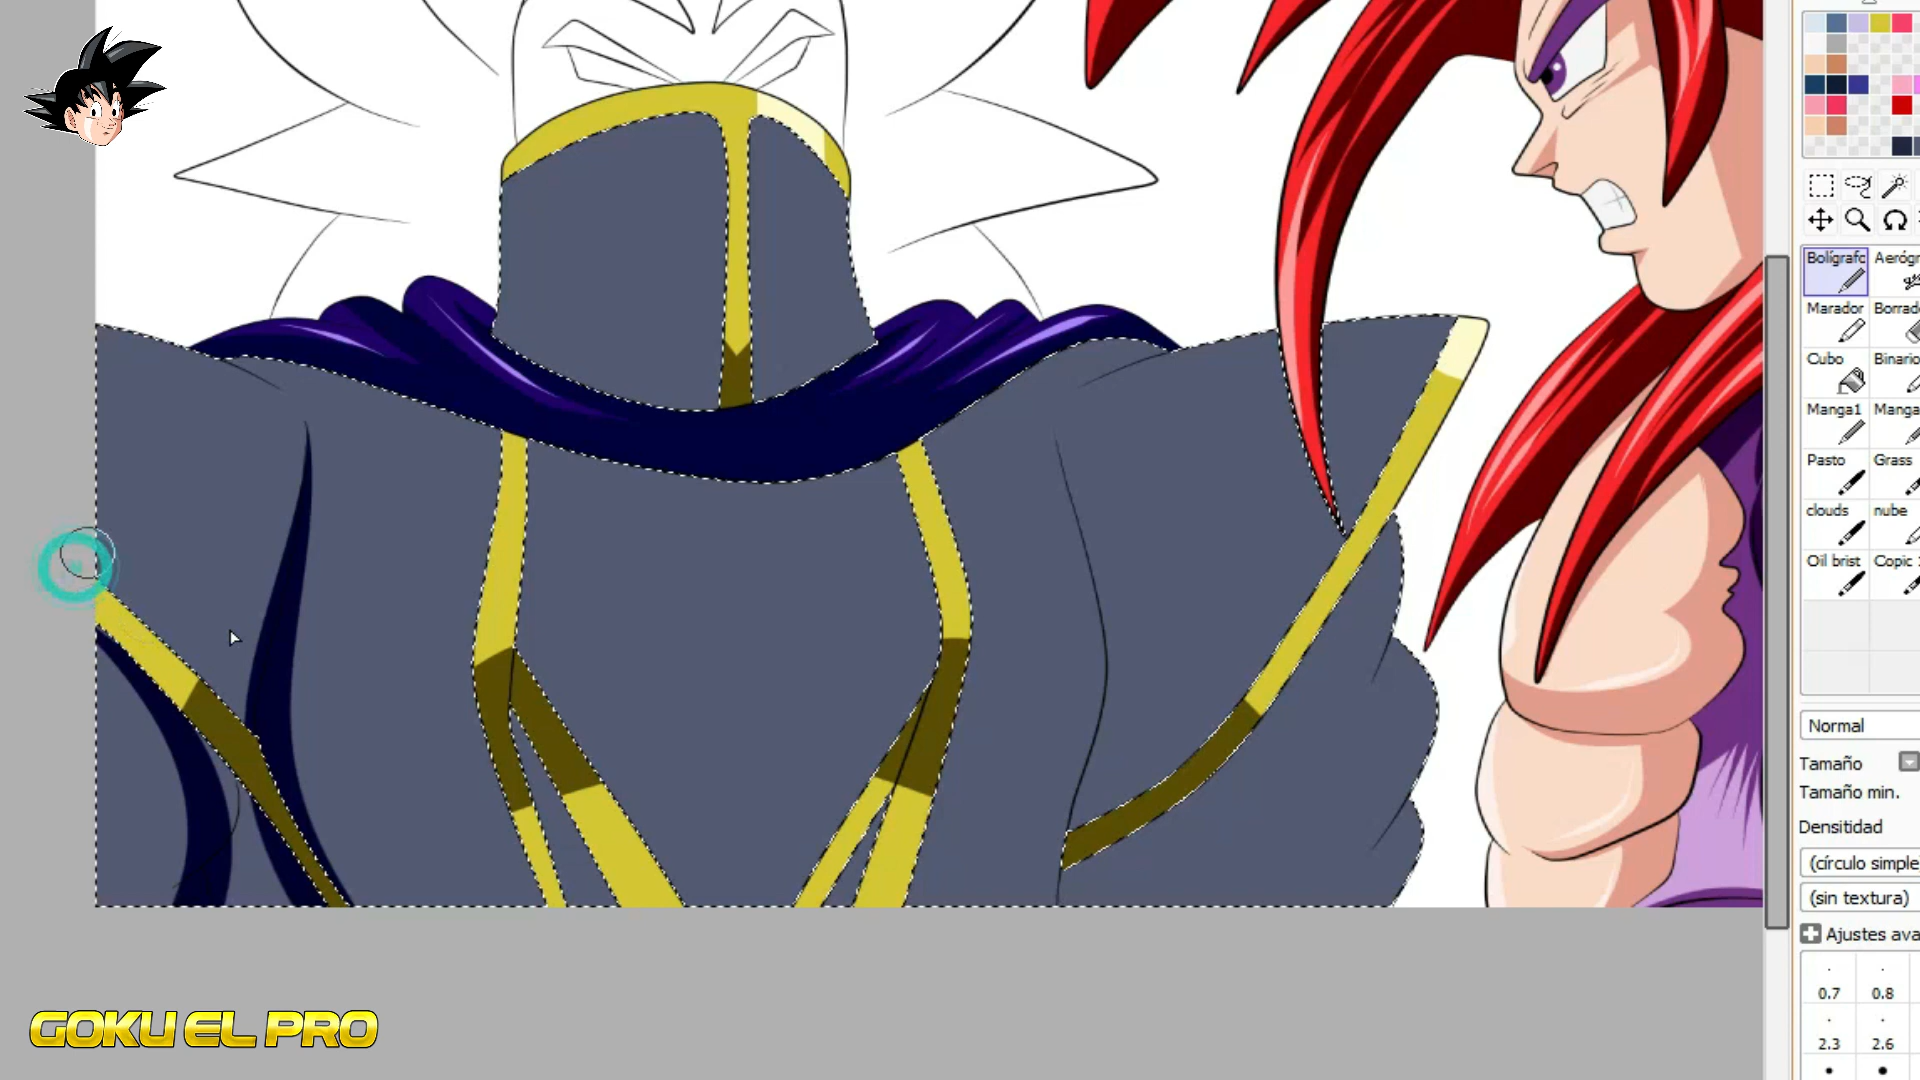 Bolígrafc Aerógr
Marador Borrad
Cubo Binario
Manga1 Manga
Pasto Grass
clouds nube
Oil brist Copic
Normal
Tamaño
Tamaño min.
Densitidad
(círculo simple
(sin textura)
Ajustes ava
0.7 0.8
2.3 2.6
GOKU EL PRO